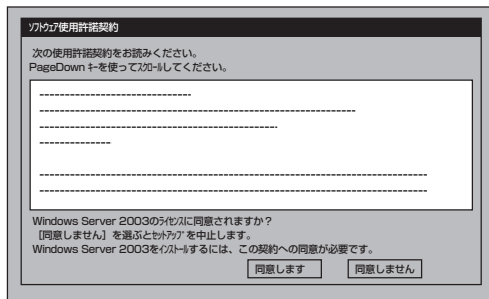 ｿﾌﾄｳｪｱ使用許諾契約
次の使用許諾契約をお読みください。
PageDown ｷｰを使ってｽｸﾛｰﾙしてください。
Windows Server 2003のﾗｲｾﾝｽに同意されますか？
［同意しません］を選ぶとｾｯﾄｱｯﾌﾟを中止します。
Windows Server 2003をｲﾝｽﾄｰﾙするには、この契約への同意が必要です。
同意します 同意しません